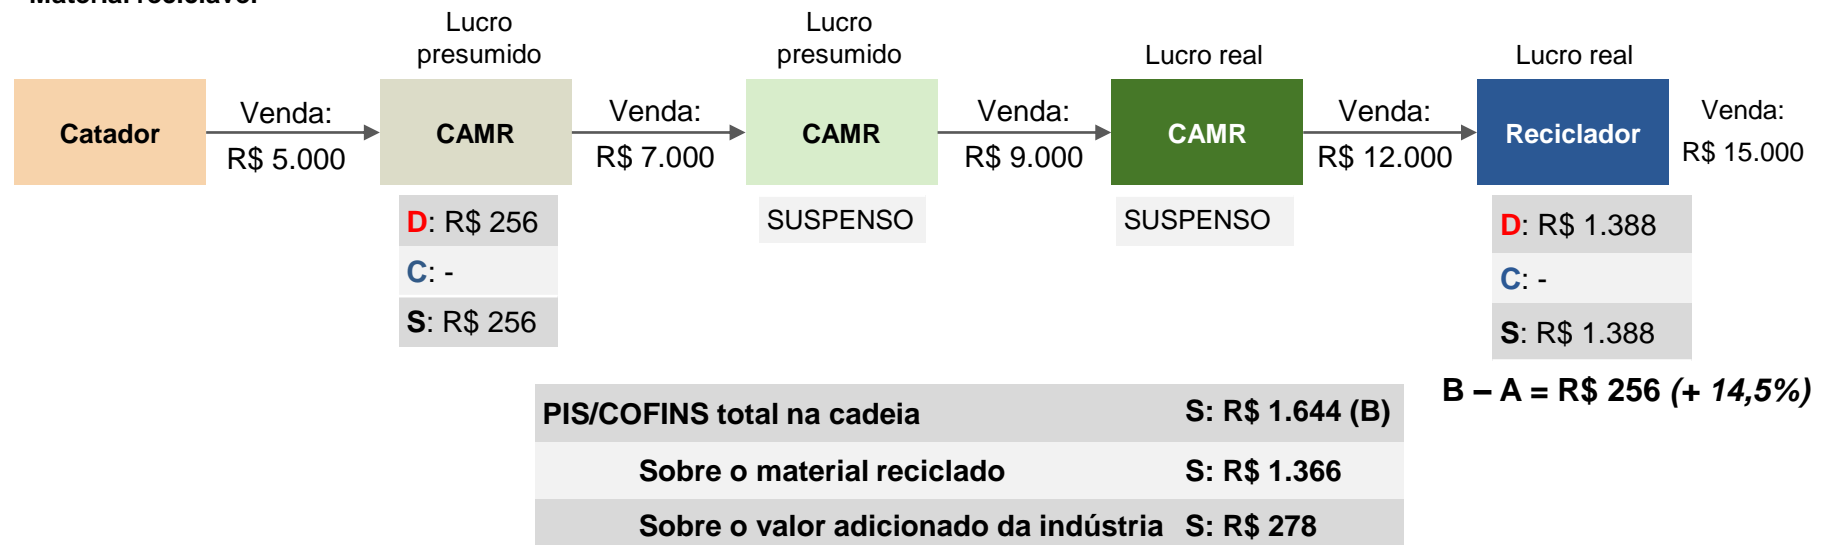 Material reciclável
Lucro presumido
Lucro presumido
Lucro real
Lucro real
Catador
Venda:
R$ 5.000
CAMR
Venda:
R$ 7.000
CAMR
Venda:
R$ 9.000
CAMR
Venda:
R$ 12.000
Reciclador
Venda:
R$ 15.000
D: R$ 256
C: -
S: R$ 256
SUSPENSO
SUSPENSO
D: R$ 1.388
C: -
S: R$ 1.388
B – A = R$ 256 (+ 14,5%)
PIS/COFINS total na cadeia S: R$ 1.644 (B)
Sobre o material reciclado S: R$ 1.366
Sobre o valor adicionado da indústria S: R$ 278